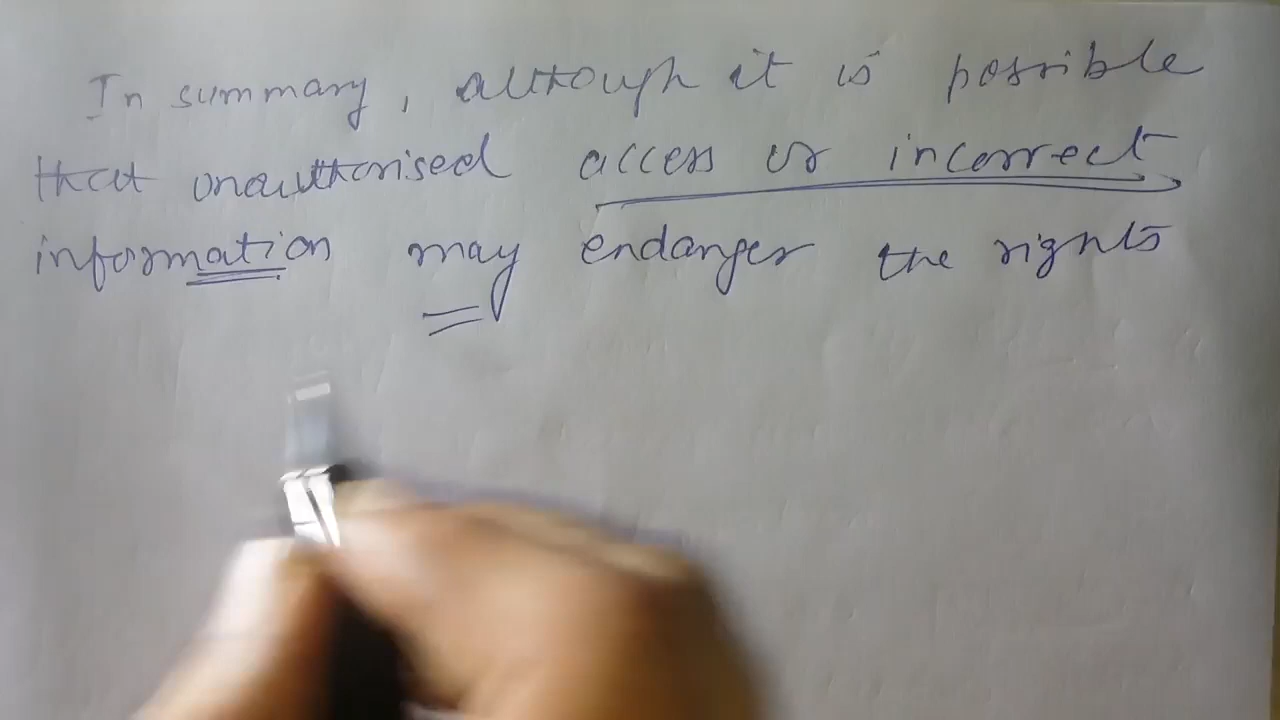 In summary, although it is possible
that unauthorised access or incorrect
information may endanger the rights